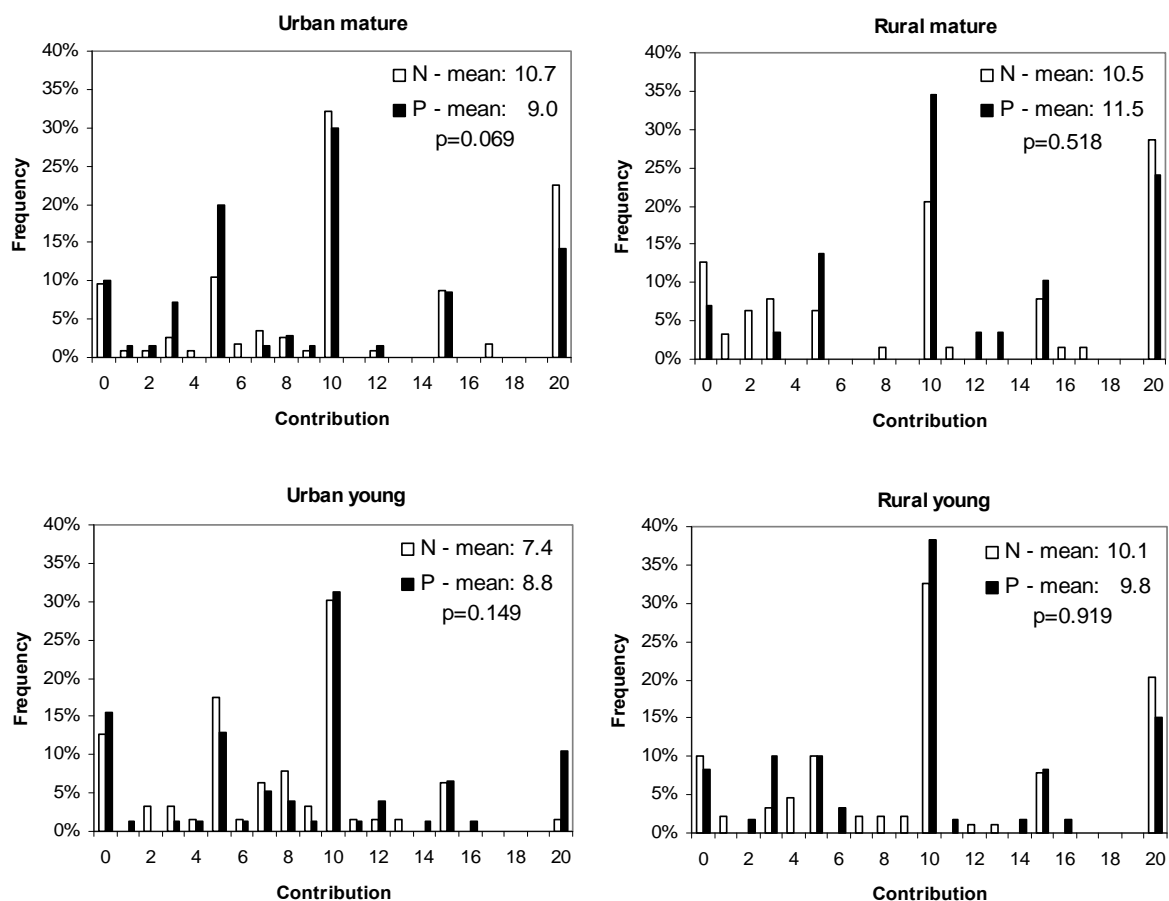 Urban mature
40%
35%
30%
25%
20%
15%
10%
5%
0%
Frequency
N - mean: 10.7
P - mean: 9.0
p=0.069
0 2 4 6 8 10 12 14 16 18 20
Contribution
Rural mature
40%
35%
30%
25%
20%
15%
10%
5%
0%
Frequency
N - mean: 10.5
P - mean: 11.5
p=0.518
0 2 4 6 8 10 12 14 16 18 20
Contribution
Urban young
40%
35%
30%
25%
20%
15%
10%
5%
0%
Frequency
N - mean: 7.4
P - mean: 8.8
p=0.149
0 2 4 6 8 10 12 14 16 18 20
Contribution
Rural young
40%
35%
30%
25%
20%
15%
10%
5%
0%
Frequency
N - mean: 10.1
P - mean: 9.8
p=0.919
0 2 4 6 8 10 12 14 16 18 20
Contribution